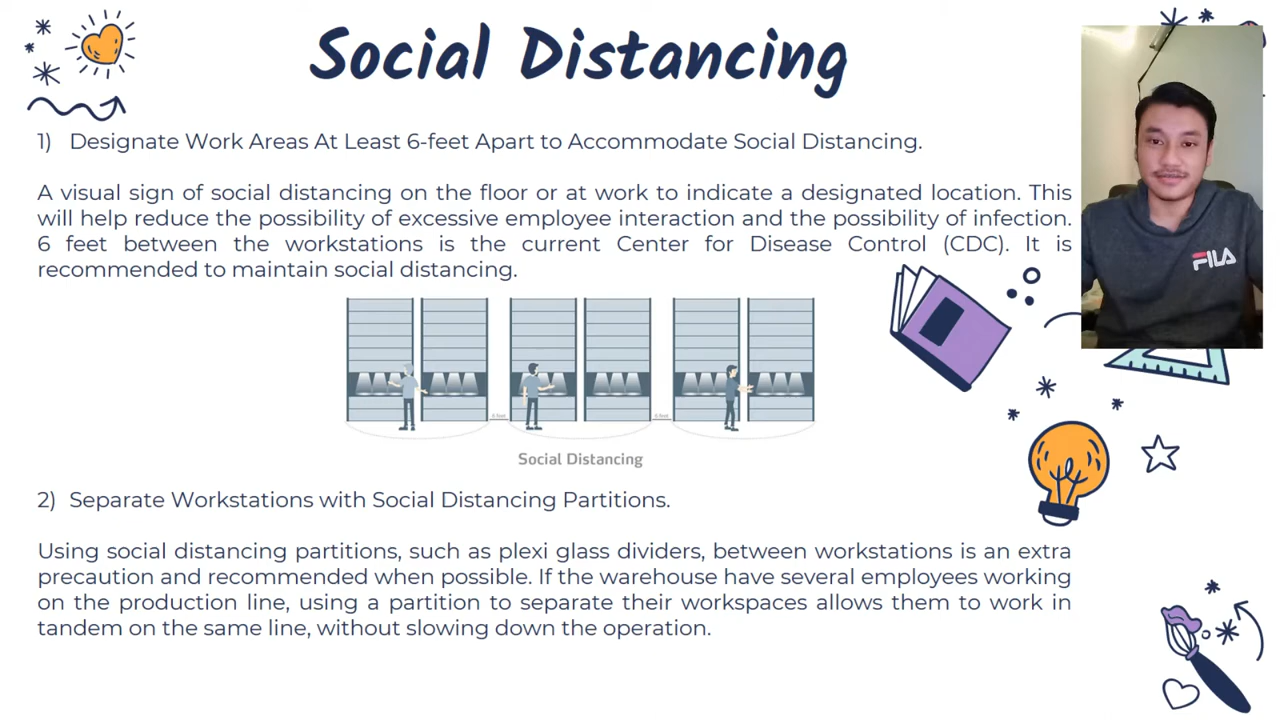 Social Distancing
1) Designate Work Areas At Least 6-feet Apart to Accommodate Social Distancing.
A visual sign of social distancing on the floor or at work to indicate a designated location. This
will help reduce the possibility of excessive employee interaction and the possibility of infection.
6 feet between the workstations is the current Center for Disease Control (CDC). It is
recommended to maintain social distancing.
FILA
Social Distancing
2) Separate Workstations with Social Distancing Partitions.
Using social distancing partitions, such as plexi glass dividers, between workstations is an extra
precaution and recommended when possible. If the warehouse have several employees working
on the production line, using a partition to separate their workspaces allows them to work in
tandem on the same line, without slowing down the operation.